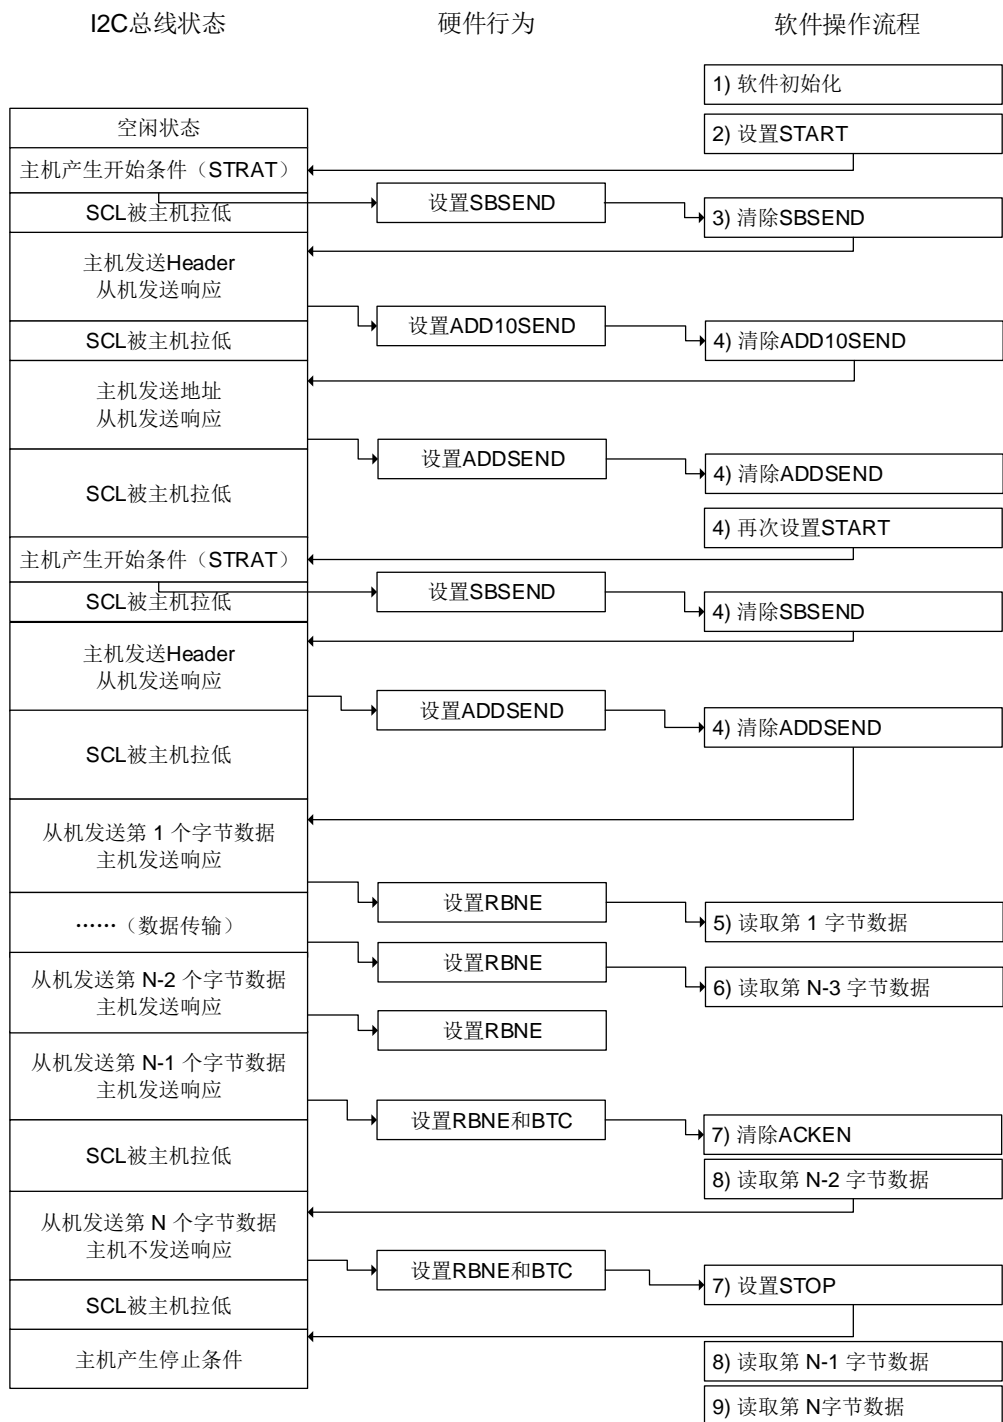 I2C总线状态 硬件行为 软件操作流程
1) 软件初始化
空闲状态
2) 设置START
主机产生开始条件（STRAT）
设置SBSEND
SCL被主机拉低
3) 清除SBSEND
主机发送Header
从机发送响应
设置ADD10SEND
SCL被主机拉低
4) 清除ADD10SEND
主机发送地址
从机发送响应
设置ADDSEND
4) 清除ADDSEND
SCL被主机拉低
4) 再次设置START
主机产生开始条件（STRAT）
设置SBSEND
SCL被主机拉低
4) 清除SBSEND
主机发送Header
从机发送响应
设置ADDSEND
4) 清除ADDSEND
SCL被主机拉低
从机发送第 1 个字节数据
主机发送响应
设置RBNE
5) 读取第 1 字节数据
……（数据传输）
设置RBNE
6) 读取第 N-3 字节数据
从机发送第 N-2 个字节数据
主机发送响应
设置RBNE
从机发送第 N-1 个字节数据
主机发送响应
设置RBNE和BTC
7) 清除ACKEN
SCL被主机拉低
8) 读取第 N-2 字节数据
从机发送第 N 个字节数据
主机不发送响应
设置RBNE和BTC
7) 设置STOP
SCL被主机拉低
主机产生停止条件
8) 读取第 N-1 字节数据
9) 读取第 N字节数据